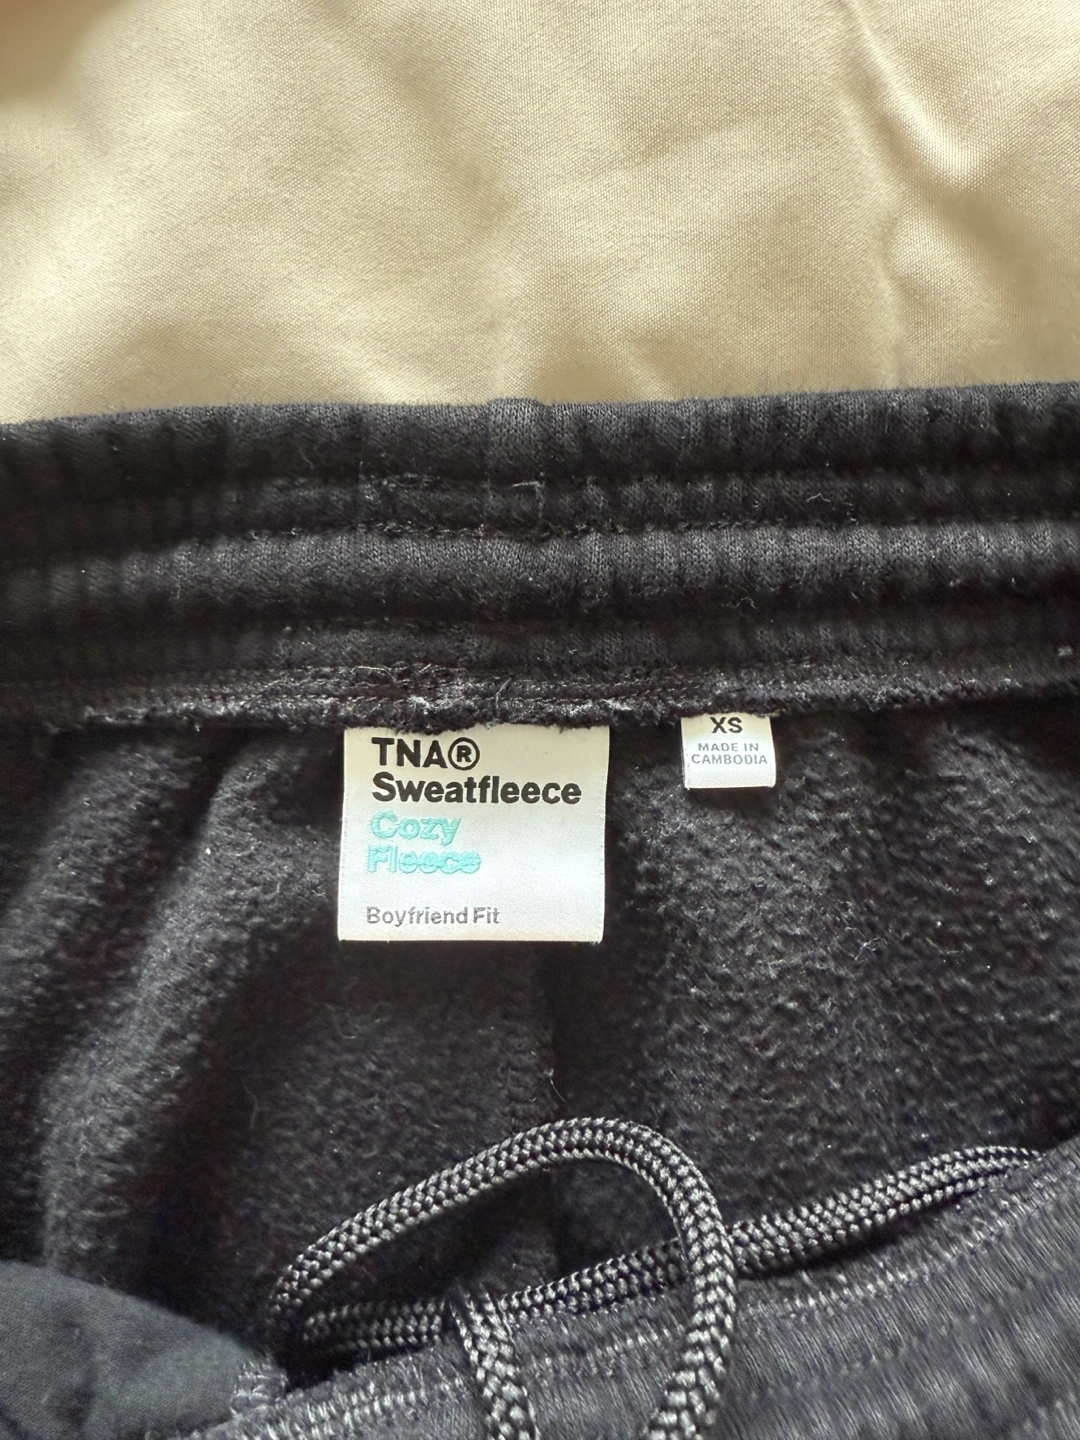 TNA®
Sweatfleece
Cozy
Fleece
Boyfriend Fit
XS
MADE IN
CAMBODIA